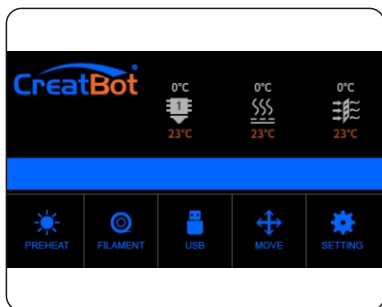 CreatBot
0°C 0°C 0°C
1
23°C 23°C 23°C
PREHEAT FILAMENT USB MOVE SETTING